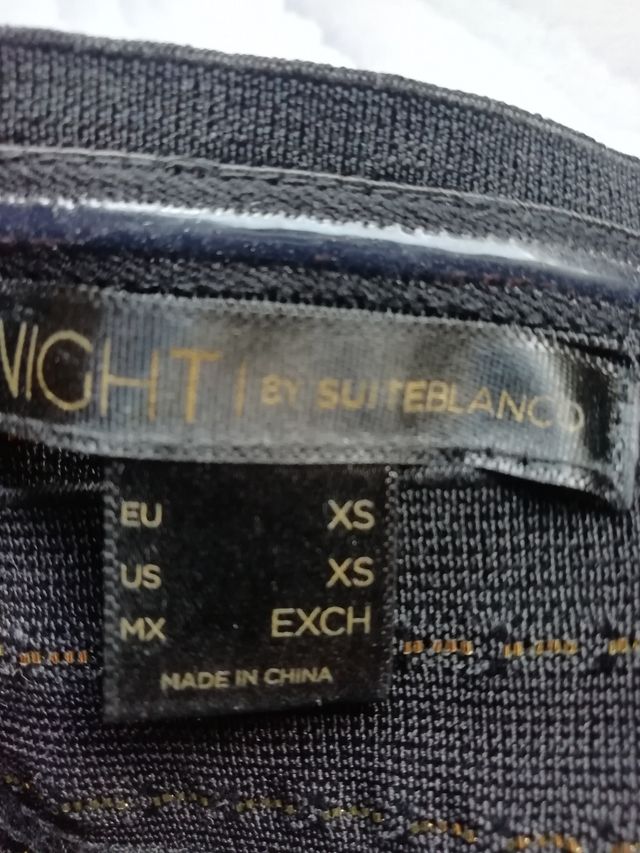 NIGHT | BY SUITEBLANCO
EU XS
US XS
MX EXCH
MADE IN CHINA